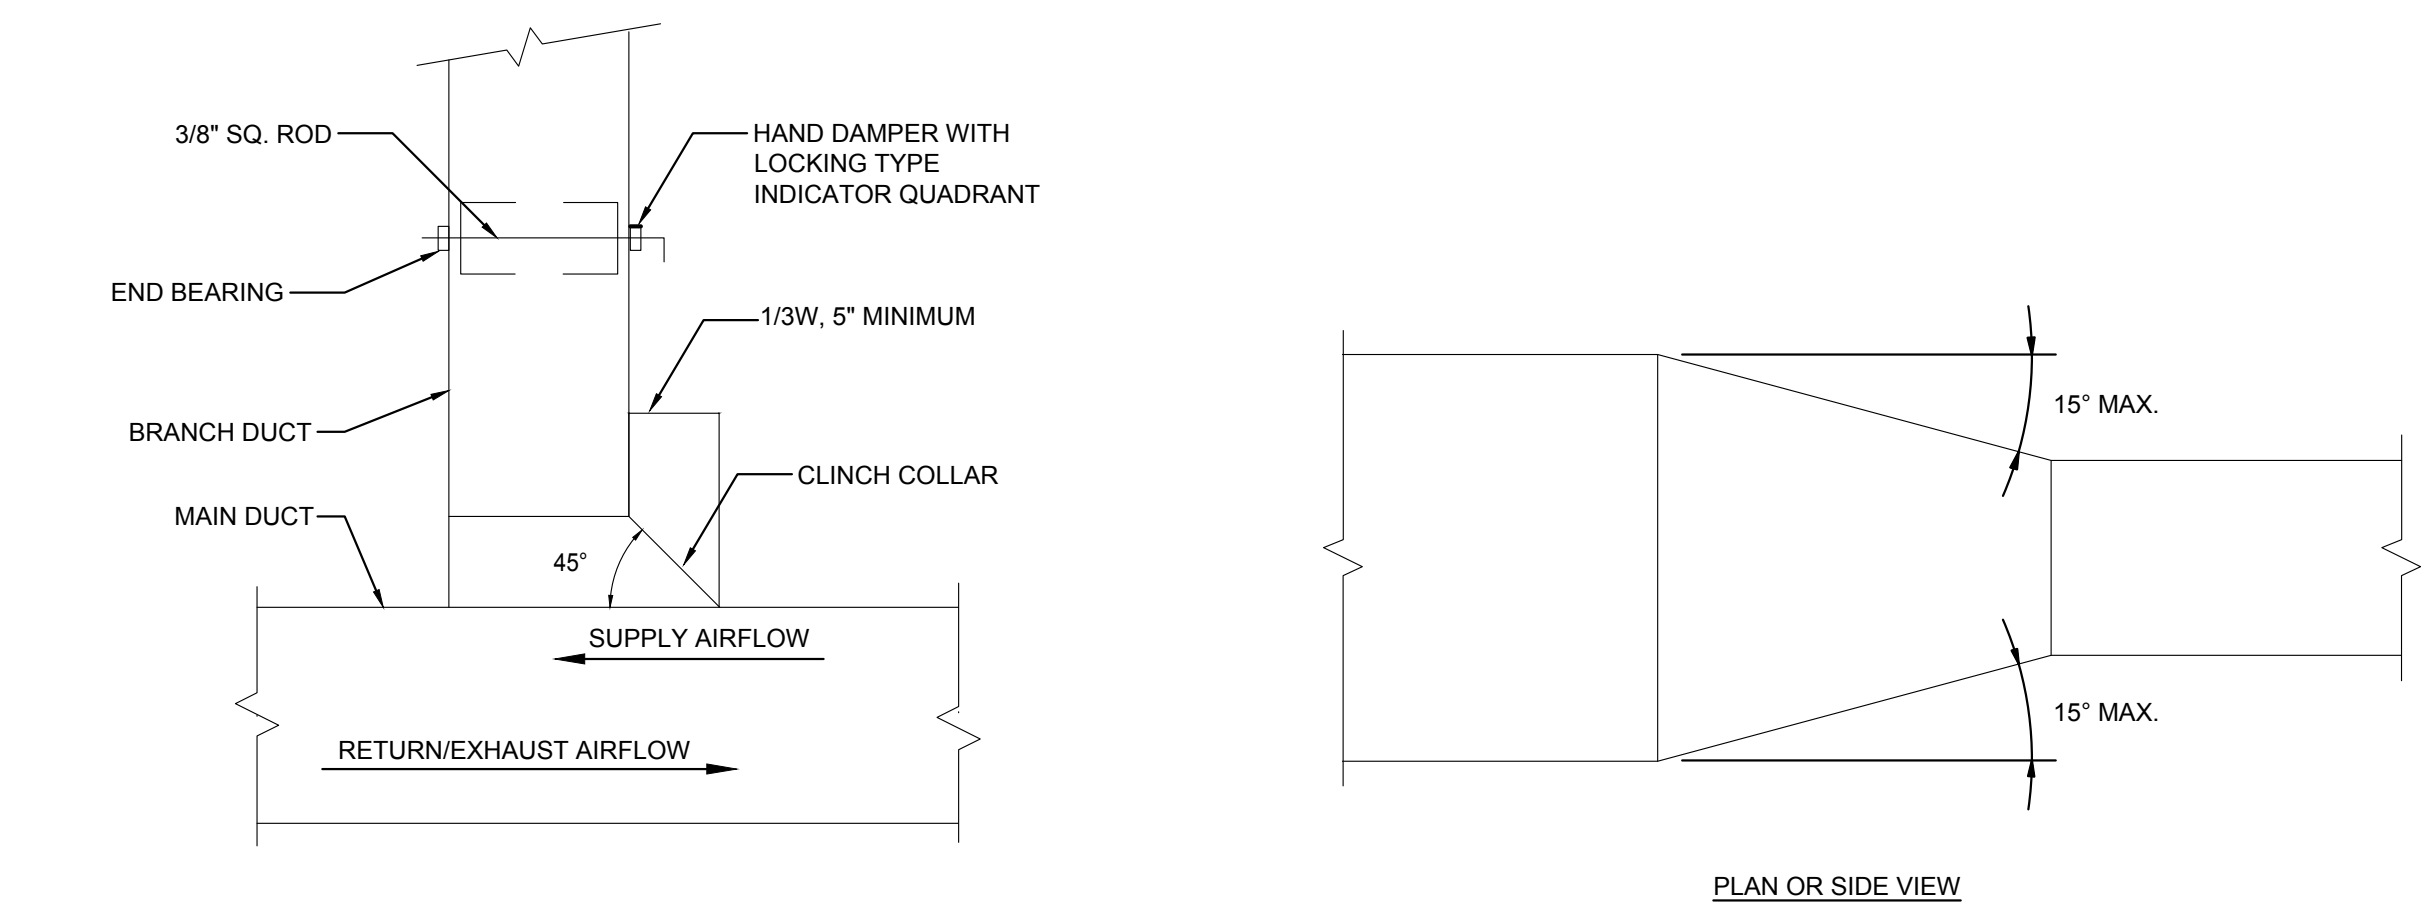 3/8" SQ. ROD
HAND DAMPER WITH
LOCKING TYPE
INDICATOR QUADRANT
END BEARING
1/3W, 5" MINIMUM
BRANCH DUCT
CLINCH COLLAR
MAIN DUCT
45°
SUPPLY AIRFLOW
RETURN/EXHAUST AIRFLOW
15° MAX.
15° MAX.
PLAN OR SIDE VIEW